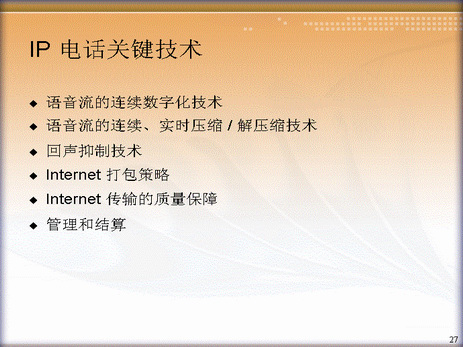 IP 电话关键技术
◆ 语音流的连续数字化技术
◆ 语音流的连续、实时压缩 / 解压缩技术
◆ 回声抑制技术
◆ Internet 打包策略
◆ Internet 传输的质量保障
◆ 管理和结算
27